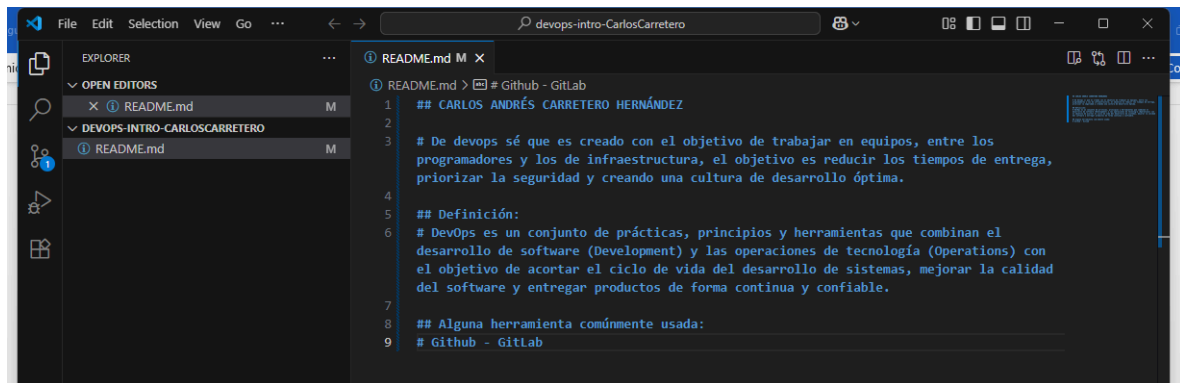 File Edit Selection View Go ··· devops-intro-CarlosCarretero
EXPLORER ···
README.md M
OPEN EDITORS
README.md M
DEVOPS-INTRO-CARLOSCARRETERO
README.md M
1
README.md > # Github - GitLab
1 ## CARLOS ANDRÉS CARRETERO HERNÁNDEZ
2
3 # De devops sé que es creado con el objetivo de trabajar en equipos, entre los
programadores y los de infraestructura, el objetivo es reducir los tiempos de entrega,
priorizar la seguridad y creando una cultura de desarrollo óptima.
4
5 ## Definición:
6 # DevOps es un conjunto de prácticas, principios y herramientas que combinan el
desarrollo de software (Development) y las operaciones de tecnología (Operations) con
el objetivo de acortar el ciclo de vida del desarrollo de sistemas, mejorar la calidad
del software y entregar productos de forma continua y confiable.
7
8 ## Alguna herramienta comúnmente usada:
9 # Github - GitLab